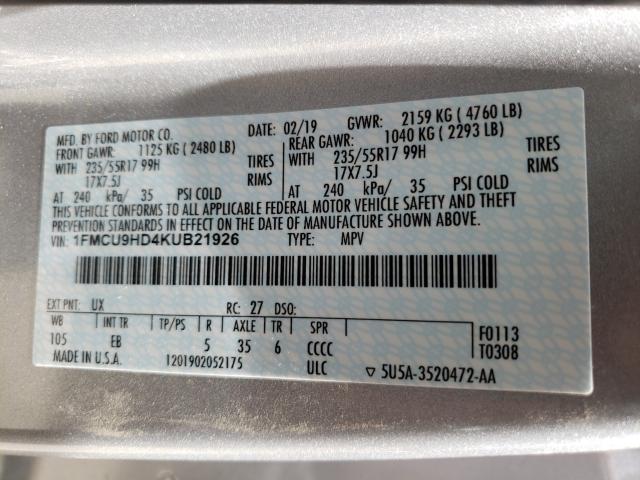 MFD. BY FORD MOTOR CO. DATE: 02/19 GVWR: 2159 KG ( 4760 LB)
FRONT GAWR: 1125 KG ( 2480 LB) REAR GAWR: 1040 KG ( 2293 LB)
WITH 235/55R17 99H TIRES WITH 235/55R17 99H TIRES
17X7.5J RIMS 17X7.5J RIMS
AT 240 kPa/ 35 PSI COLD AT 240 kPa/ 35 PSI COLD
THIS VEHICLE CONFORMS TO ALL APPLICABLE FEDERAL MOTOR VEHICLE SAFETY AND THEFT
PREVENTION STANDARDS IN EFFECT ON THE DATE OF MANUFACTURE SHOWN ABOVE.
VIN: 1FMCU9HD4KUB21926 TYPE: MPV
EXT PNT: UX RC: 27 DSO:
WB INT TR TP/PS R AXLE TR SPR F0113
105 EB 5 35 6 CCCC T0308
MADE IN U.S.A. 1201902052175 ULC ▽ 5U5A-3520472-AA